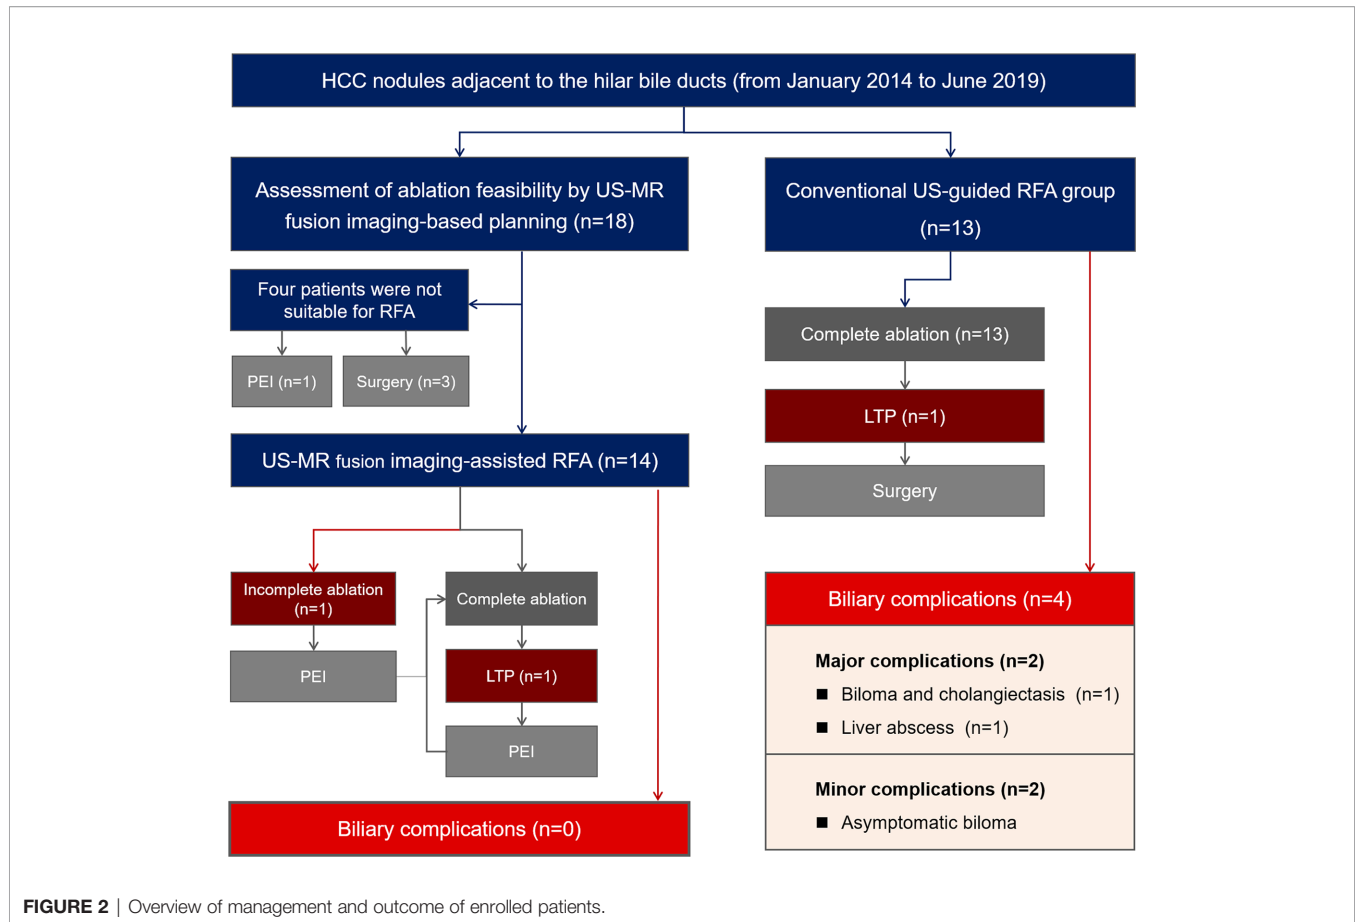 HCC nodules adjacent to the hilar bile ducts (from January 2014 to June 2019)
Assessment of ablation feasibility by US-MR
fusion imaging-based planning (n=18)
Four patients were not
suitable for RFA
PEI (n=1)
Surgery (n=3)
US-MR fusion imaging-assisted RFA (n=14)
Incomplete ablation
(n=1)
PEI
Complete ablation
LTP (n=1)
PEI
Biliary complications (n=0)
Conventional US-guided RFA group
(n=13)
Complete ablation (n=13)
LTP (n=1)
Surgery
Biliary complications (n=4)
Major complications (n=2)
■ Biloma and cholangiectasis (n=1)
■ Liver abscess (n=1)
Minor complications (n=2)
■ Asymptomatic biloma
FIGURE 2 | Overview of management and outcome of enrolled patients.